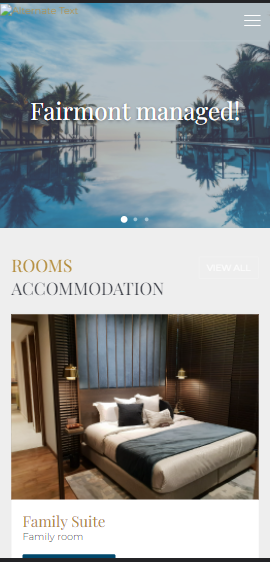 Fairmont managed!
ROOMS
VIEW ALL
ACCOMMODATION
Family Suite
Family room